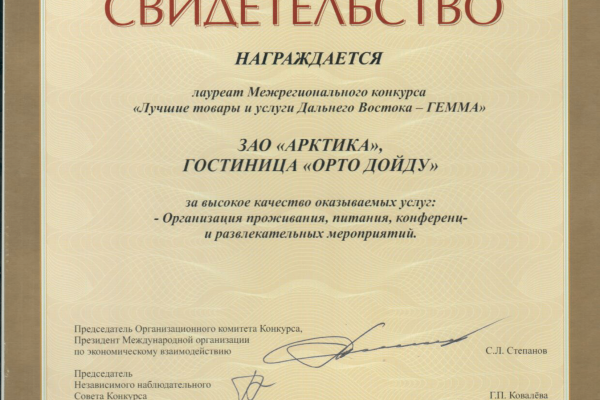 СВИДЕТЕЛЬСТВО
НАГРАЖДАЕТСЯ
лауреат Межрегионального конкурса
«Лучшие товары и услуги Дальнего Востока – ГЕММА»
ЗАО «АРКТИКА»,
ГОСТИНИЦА «ОРТО ДОЙДУ»
за высокое качество оказываемых услуг:
- Организация проживания, питания, конференц-
и развлекательных мероприятий.
Председатель Организационного комитета Конкурса,
Президент Международной организации
по экономическому взаимодействию
С.Л. Степанов
Председатель
Независимого наблюдательного
Совета Конкурса
Г.П. Ковалёва